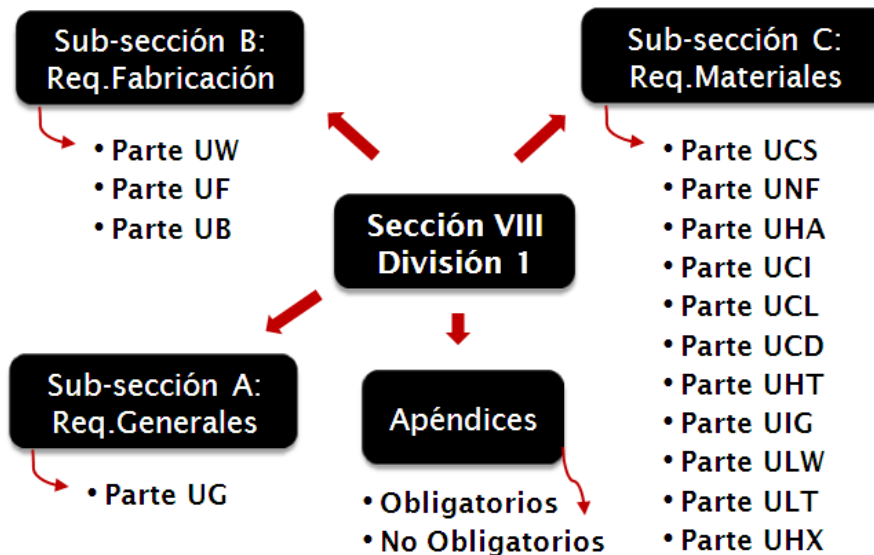 Sub-sección B:
Req.Fabricación
• Parte UW
• Parte UF
• Parte UB
Sub-sección C:
Req.Materiales
• Parte UCS
• Parte UNF
• Parte UHA
• Parte UCI
• Parte UCL
• Parte UCD
• Parte UHT
• Parte UIG
• Parte ULW
• Parte ULT
• Parte UHX
Sección VIII
División 1
Sub-sección A:
Req.Generales
• Parte UG
Apéndices
• Obligatorios
• No Obligatorios